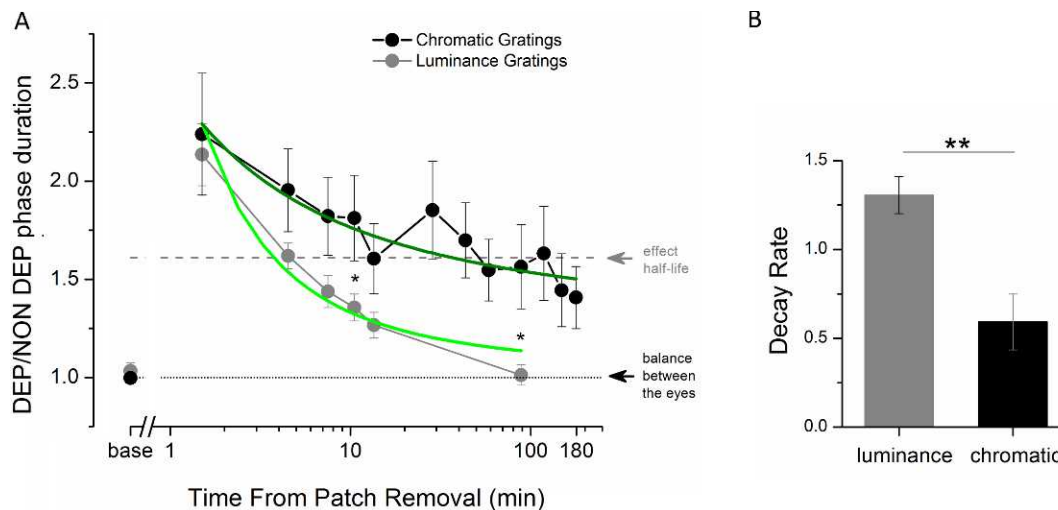 A
DEP/NON DEP phase duration
2.5
2.0
1.5
1.0
Chromatic Gratings
Luminance Gratings
effect
half-life
*
*
balance
between
the eyes
base
1
10
100
180
Time From Patch Removal (min)
B
Decay Rate
1.5
1.0
0.5
0.0
**
luminance
chromatic